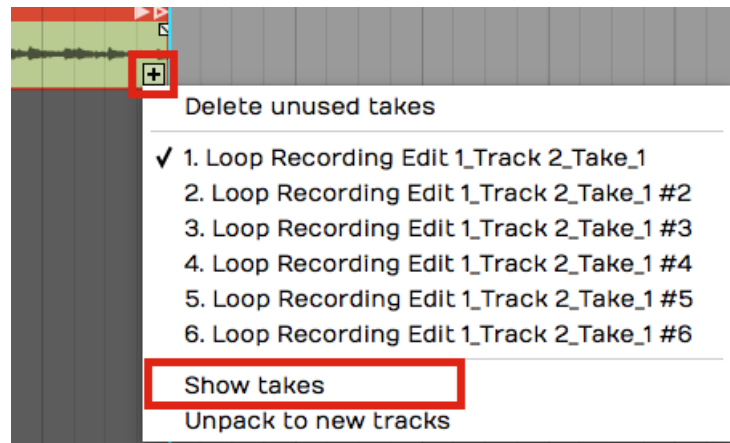 Delete unused takes
✓ 1. Loop Recording Edit 1_Track 2_Take_1
2. Loop Recording Edit 1_Track 2_Take_1 #2
3. Loop Recording Edit 1_Track 2_Take_1 #3
4. Loop Recording Edit 1_Track 2_Take_1 #4
5. Loop Recording Edit 1_Track 2_Take_1 #5
6. Loop Recording Edit 1_Track 2_Take_1 #6
Show takes
Unpack to new tracks